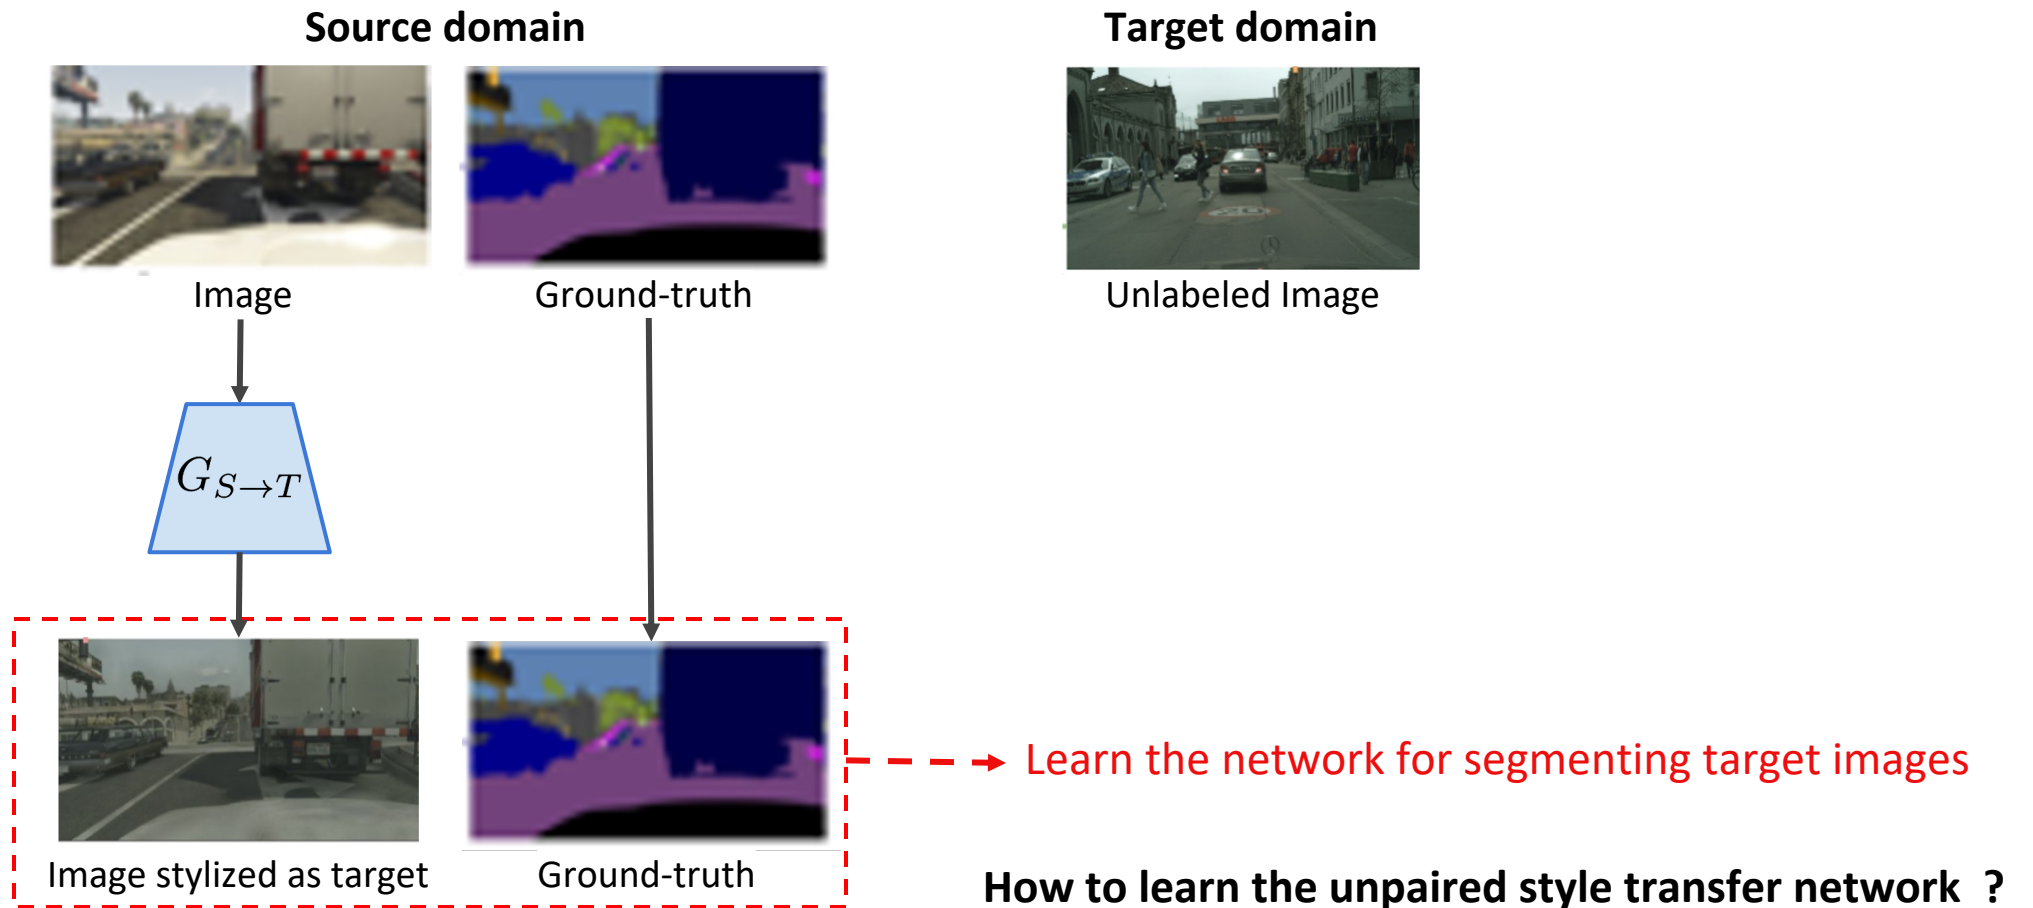 Source domain
Target domain
Image
Ground-truth
Unlabeled Image
G_{S→T}
Image stylized as target
Ground-truth
Learn the network for segmenting target images
How to learn the unpaired style transfer network ?